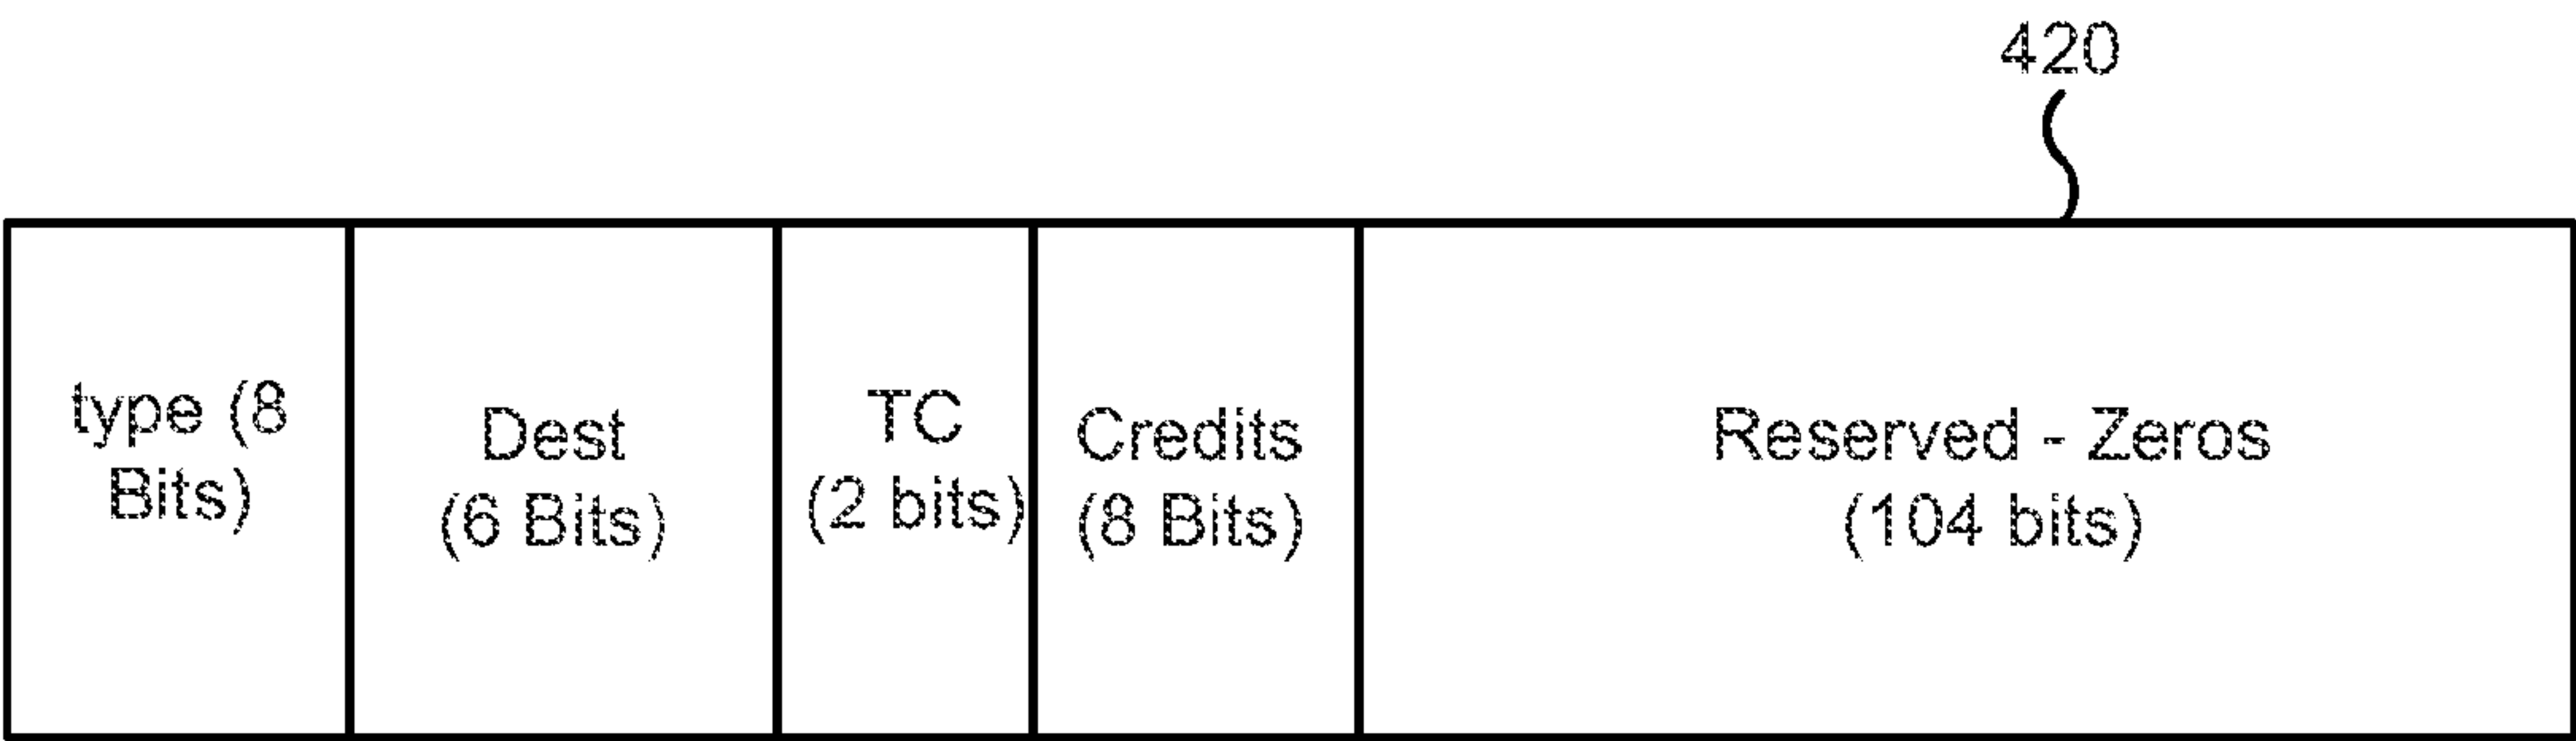 420
type (8
Bits)
Dest
(6 Bits)
TC
(2 bits)
Credits
(8 Bits)
Reserved - Zeros
(104 bits)